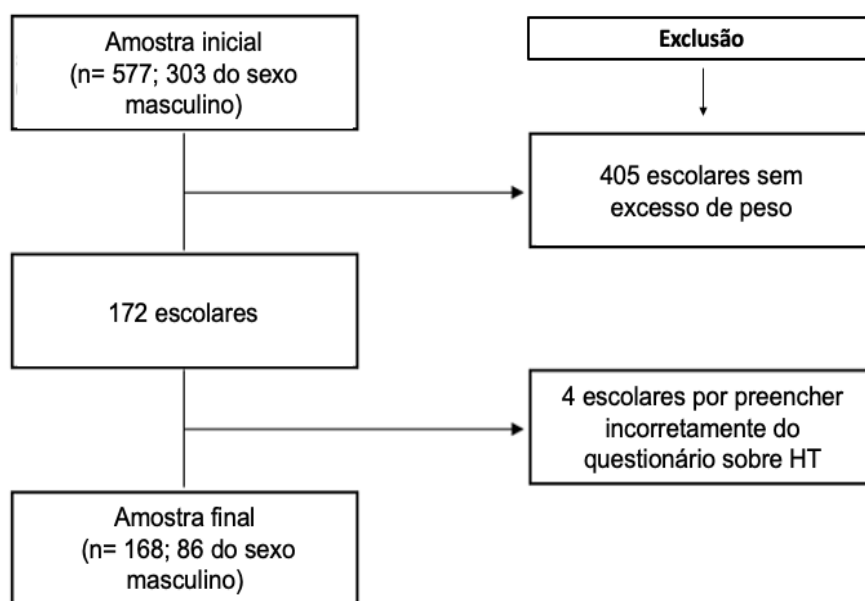 Amostra inicial
(n= 577; 303 do sexo
masculino)
Exclusão
405 escolares sem
excesso de peso
172 escolares
4 escolares por preencher
incorretamente do
questionário sobre HT
Amostra final
(n= 168; 86 do sexo
masculino)